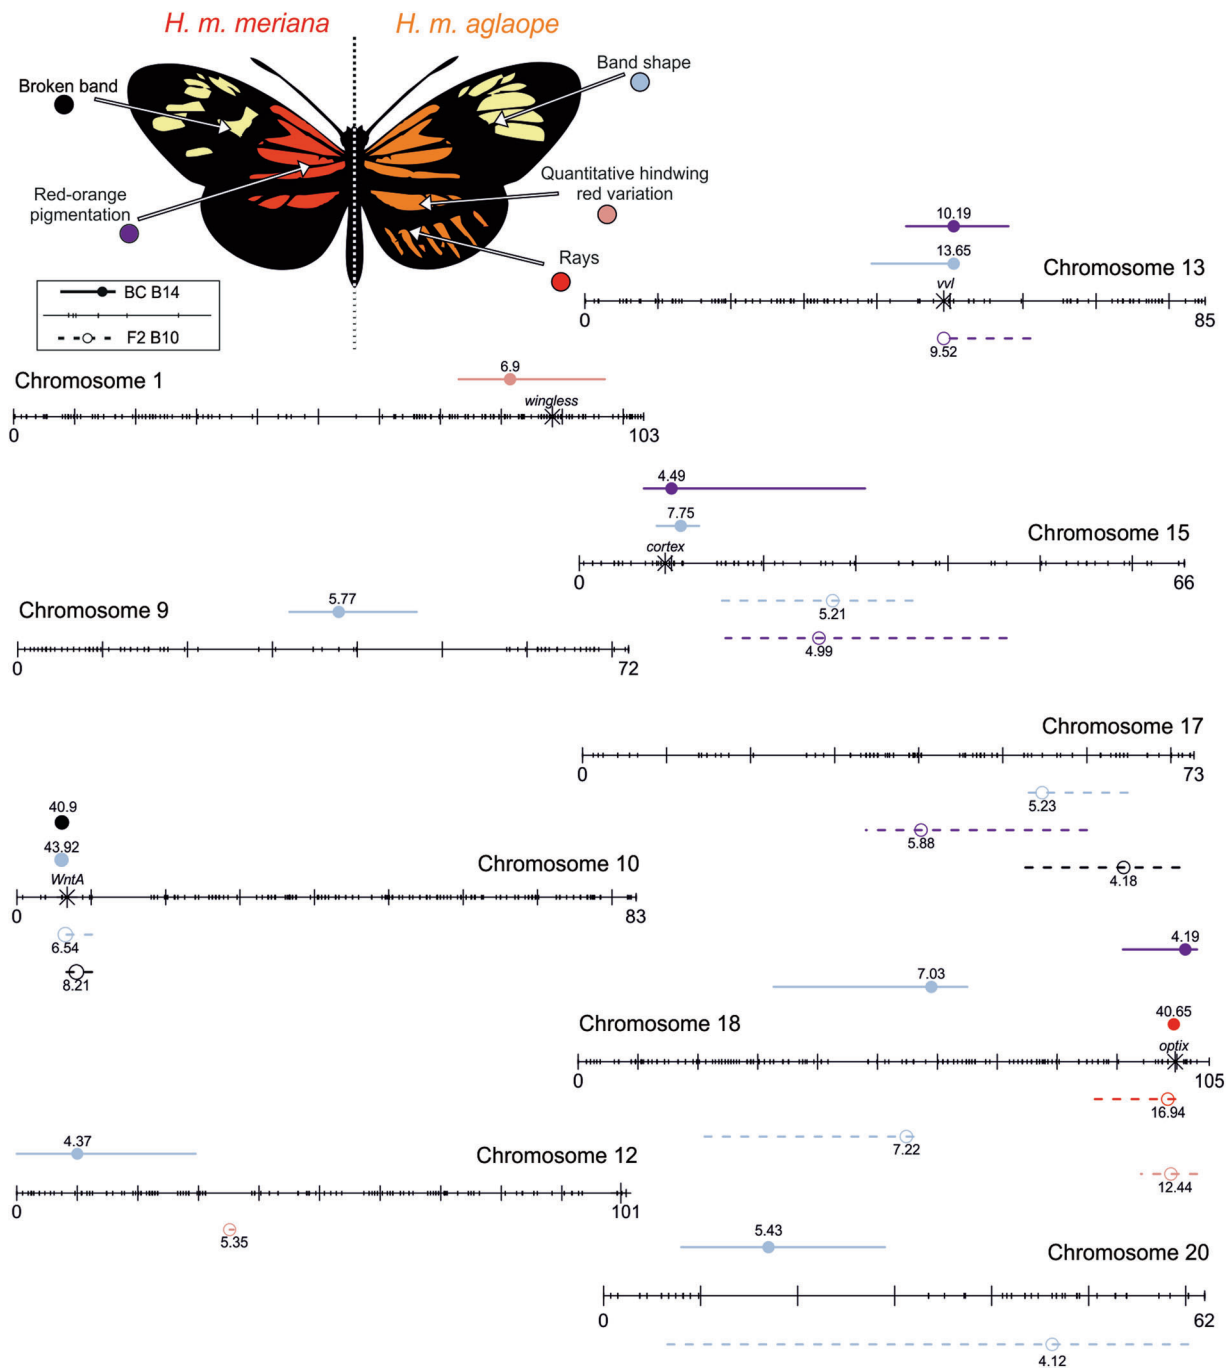 H. m. meriana
H. m. aglaope
Broken band
Band shape
Red-orange
pigmentation
Quantitative hindwing
red variation
Rays
BC B14
F2 B10
10.19
13.65
Chromosome 13
vvl
0
85
9.52
Chromosome 1
6.9
wingless
0
103
4.49
7.75
Chromosome 15
cortex
0
66
5.21
4.99
Chromosome 9
5.77
0
72
Chromosome 17
0
73
5.23
5.88
4.18
40.9
43.92
Chromosome 10
WntA
0
83
6.54
8.21
4.19
7.03
Chromosome 18
40.65
optix
0
105
16.94
7.22
12.44
4.37
Chromosome 12
0
101
5.35
5.43
Chromosome 20
0
62
4.12